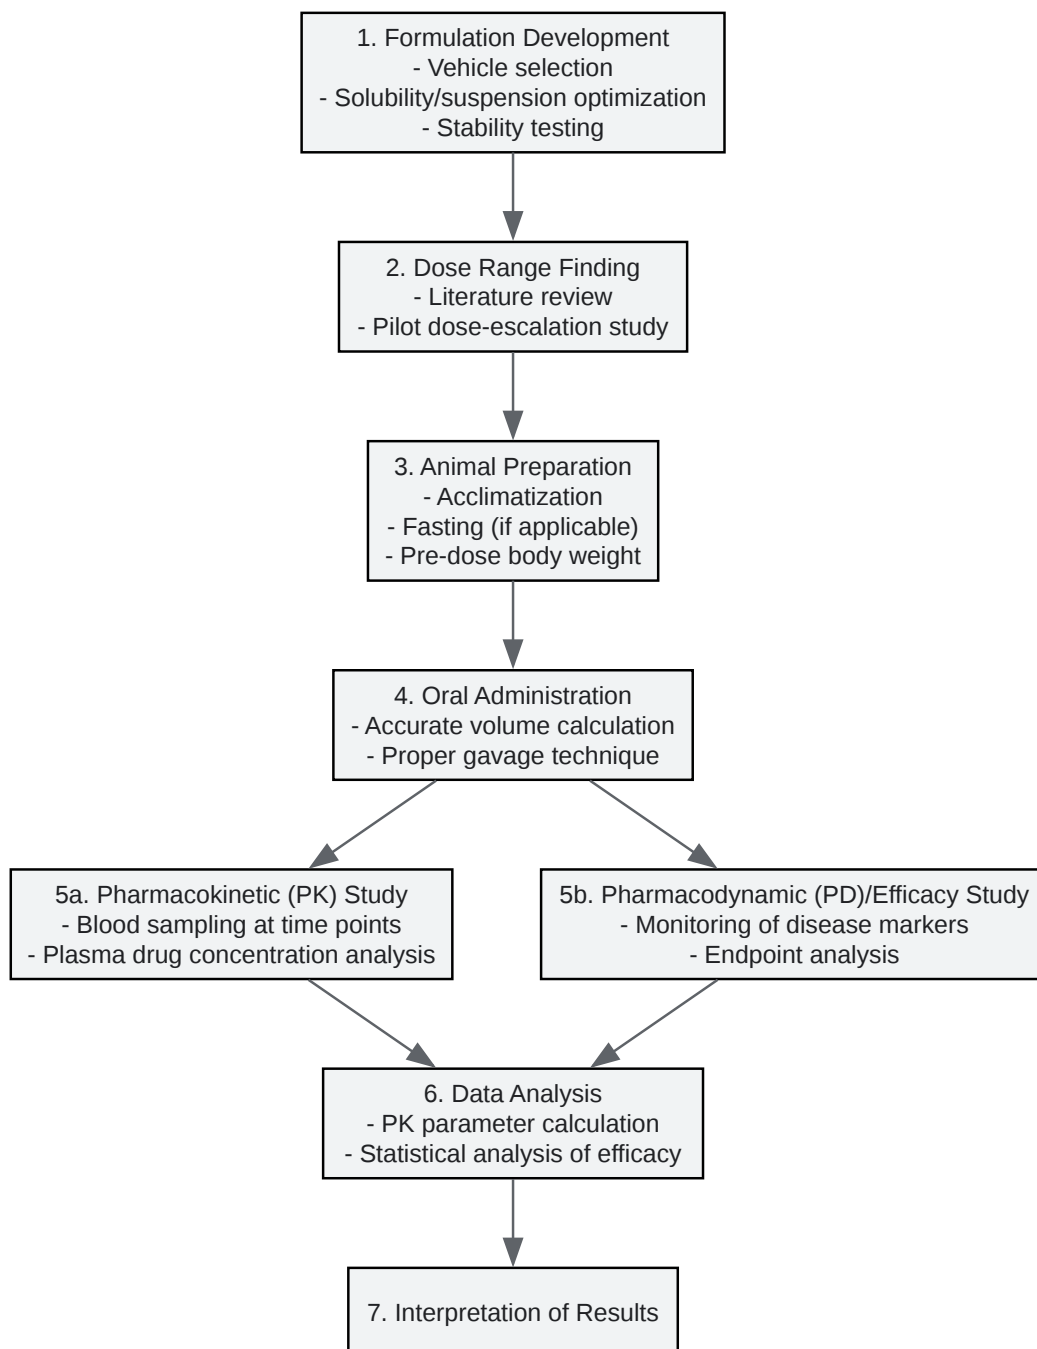 1. Formulation Development
- Vehicle selection
- Solubility/suspension optimization
- Stability testing
2. Dose Range Finding
- Literature review
- Pilot dose-escalation study
3. Animal Preparation
- Acclimatization
- Fasting (if applicable)
- Pre-dose body weight
4. Oral Administration
- Accurate volume calculation
- Proper gavage technique
5a. Pharmacokinetic (PK) Study
- Blood sampling at time points
- Plasma drug concentration analysis
5b. Pharmacodynamic (PD)/Efficacy Study
- Monitoring of disease markers
- Endpoint analysis
6. Data Analysis
- PK parameter calculation
- Statistical analysis of efficacy
7. Interpretation of Results